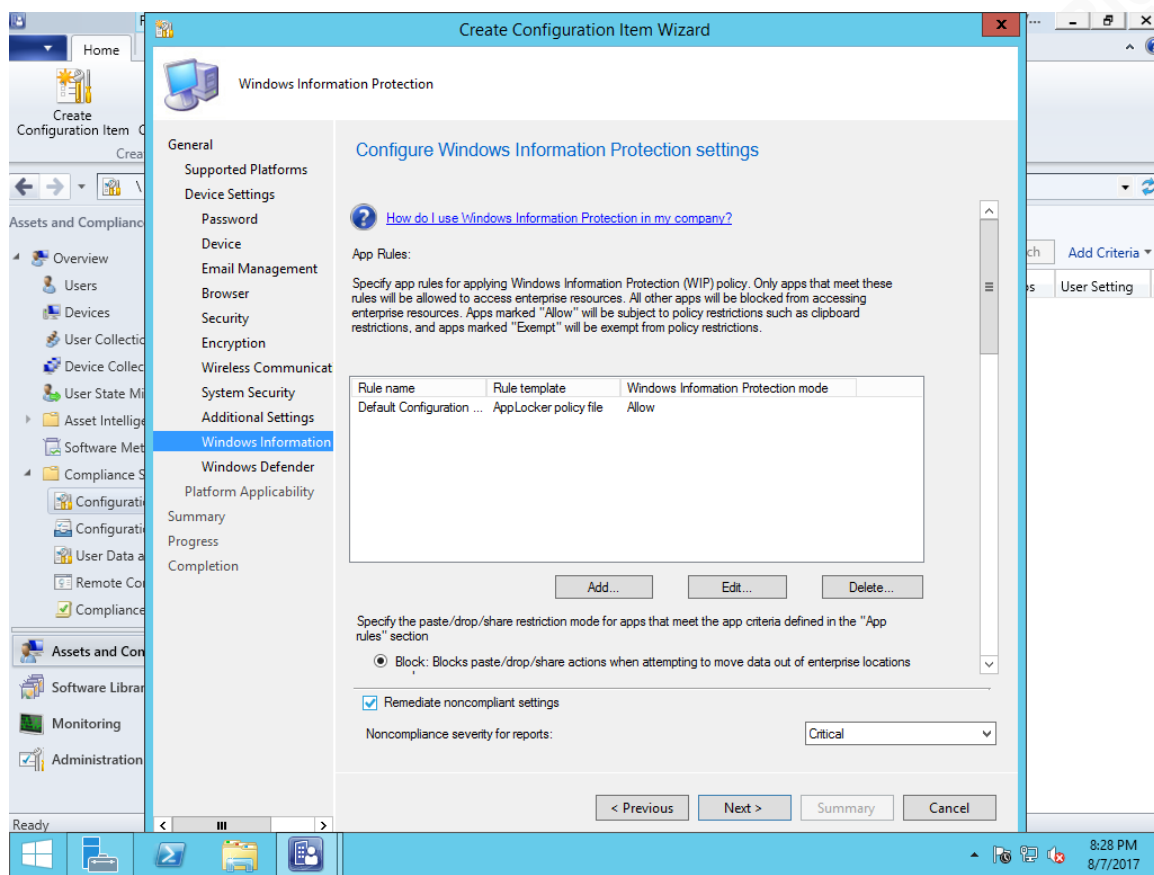 Create Configuration Item Wizard
Home
Create
Configuration Item
Crea
Assets and Complianc
Overview
Users
Devices
User Collectio
Device Collec
User State Mi
Asset Intellige
Software Met
Compliance S
Configurati
Configurati
User Data a
Remote Co
Compliance
Assets and Con
Software Librar
Monitoring
Administration
Ready
Windows Information Protection
General
Supported Platforms
Device Settings
Password
Device
Email Management
Browser
Security
Encryption
Wireless Communicat
System Security
Additional Settings
Windows Information
Windows Defender
Platform Applicability
Summary
Progress
Completion
Configure Windows Information Protection settings
How do I use Windows Information Protection in my company?
App Rules:
Specify app rules for applying Windows Information Protection (WIP) policy. Only apps that meet these
rules will be allowed to access enterprise resources. All other apps will be blocked from accessing
enterprise resources. Apps marked "Allow" will be subject to policy restrictions such as clipboard
restrictions, and apps marked "Exempt" will be exempt from policy restrictions.
Rule name Rule template Windows Information Protection mode
Default Configuration ... AppLocker policy file Allow
Add... Edit... Delete...
Specify the paste/drop/share restriction mode for apps that meet the app criteria defined in the "App
rules" section
Block: Blocks paste/drop/share actions when attempting to move data out of enterprise locations
Remediate noncompliant settings
Noncompliance severity for reports: Critical
< Previous Next > Summary Cancel
ch Add Criteria
os User Setting
8:28 PM
8/7/2017